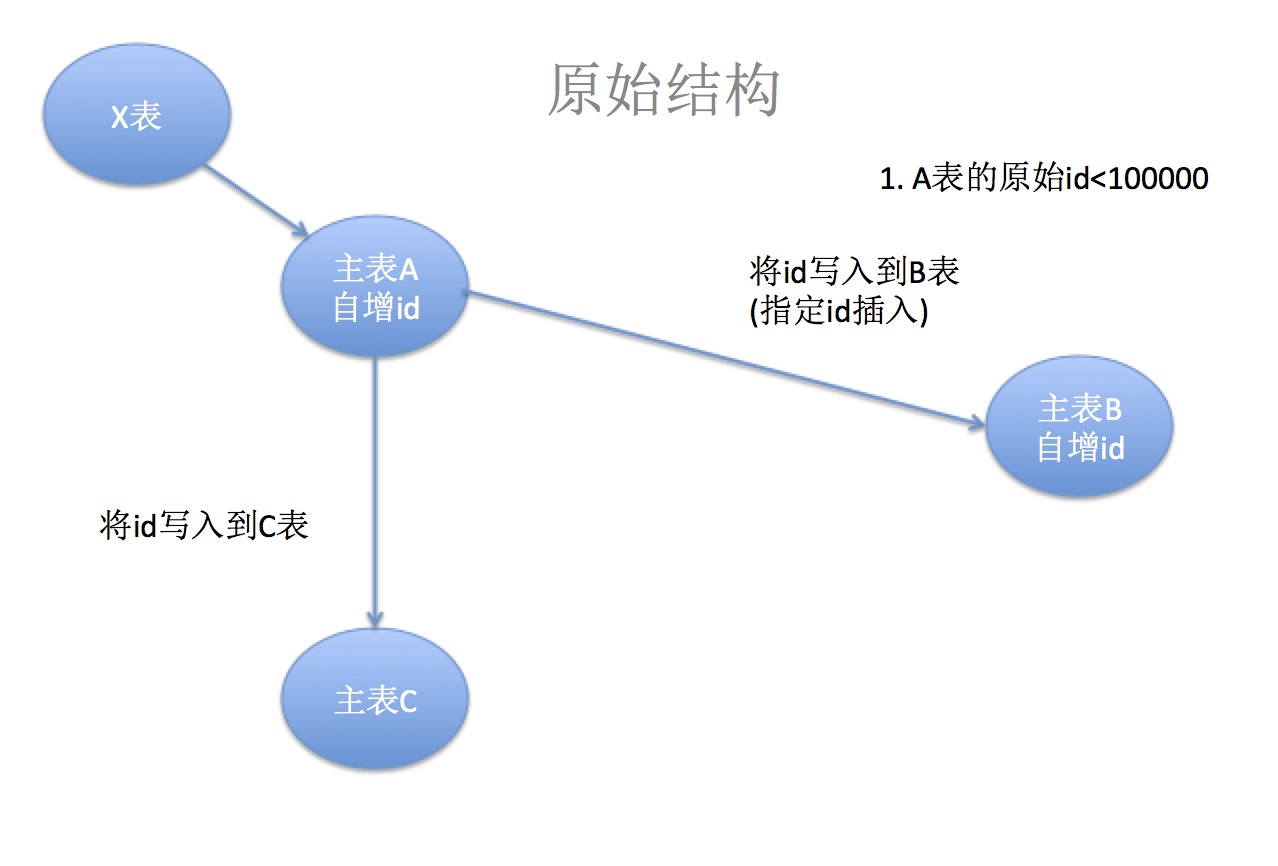 原始结构
X表
1. A表的原始id<100000
主表A
自增id
将id写入到B表
(指定id插入)
主表B
自增id
将id写入到C表
主表C